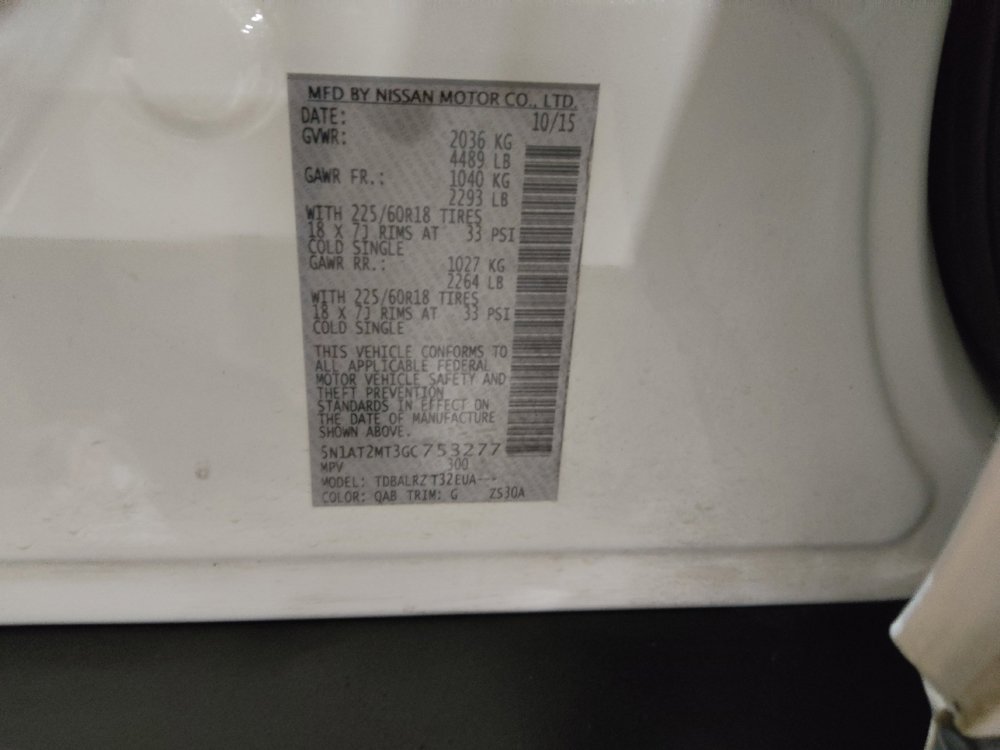 MFD BY NISSAN MOTOR CO., LTD.
DATE: 10/15
GVWR: 2036 KG
4489 LB
GAWR FR.: 1040 KG
2293 LB
WITH 225/60R18 TIRES
18 X 7J RIMS AT 33 PSI
COLD SINGLE
GAWR RR.: 1027 KG
2264 LB
WITH 225/60R18 TIRES
18 X 7J RIMS AT 33 PSI
COLD SINGLE
THIS VEHICLE CONFORMS TO
ALL APPLICABLE FEDERAL
MOTOR VEHICLE SAFETY AND
THEFT PREVENTION
STANDARDS IN EFFECT ON
THE DATE OF MANUFACTURE
SHOWN ABOVE.
5N1AT2MT3GC753277
MPV 300
MODEL: TDBALRZ T32EUA---
COLOR: QAB TRIM: G ZS30A